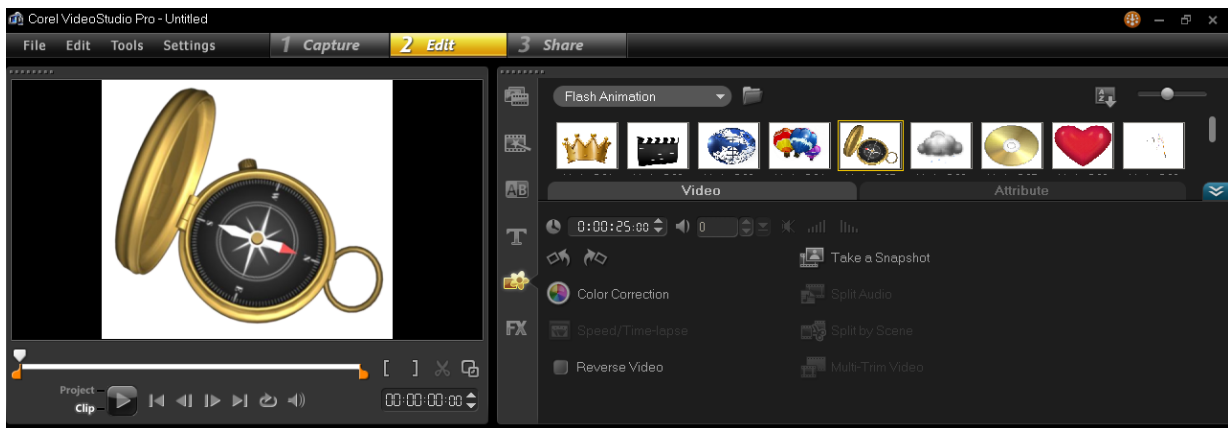 Corel VideoStudio Pro - Untitled
File Edit Tools Settings 1 Capture 2 Edit 3 Share
Flash Animation
Video Attribute
0:00:25:00 0
Take a Snapshot
Color Correction Split Audio
Speed/Time-lapse Split by Scene
Reverse Video Multi-Trim Video
AB
T
FX
[ ]
Project
Clip 00:00:00:00